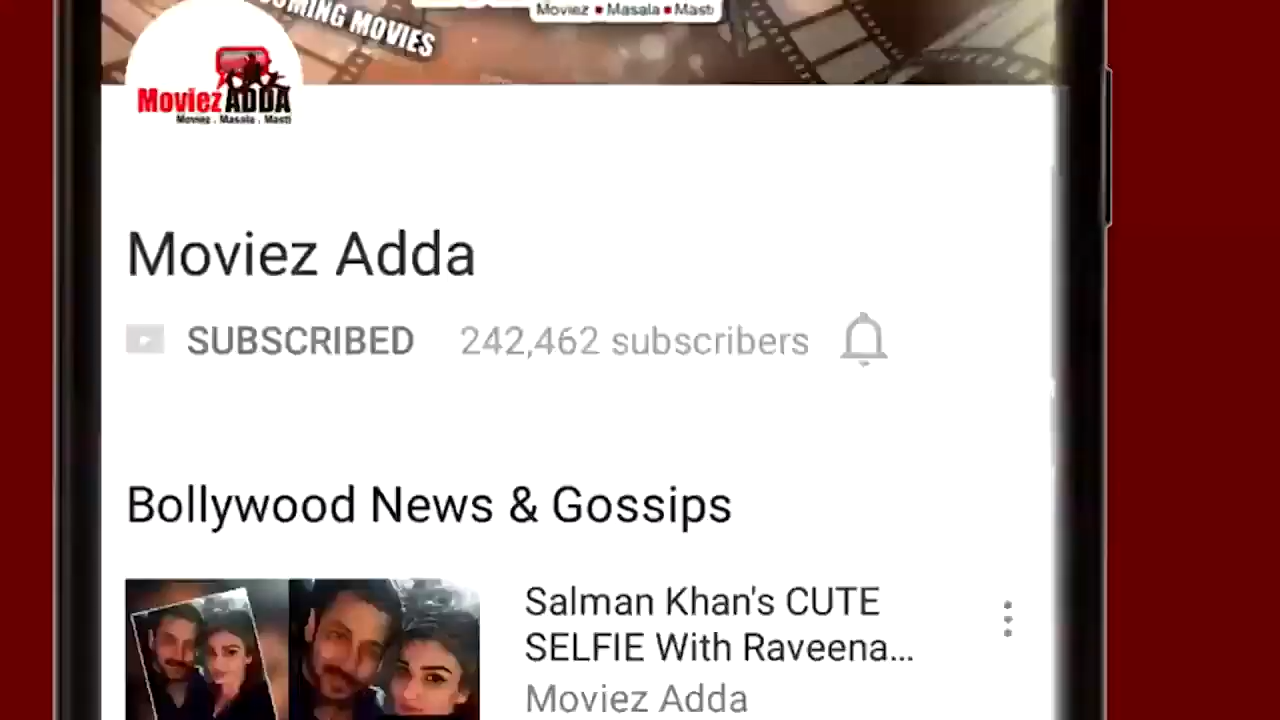 Moviez • Masala • Masti
OMING MOVIES
Moviez ADDA
Moviez . Masala . Masti
Moviez Adda
SUBSCRIBED 242,462 subscribers
Bollywood News & Gossips
Salman Khan's CUTE
SELFIE With Raveena...
Moviez Adda